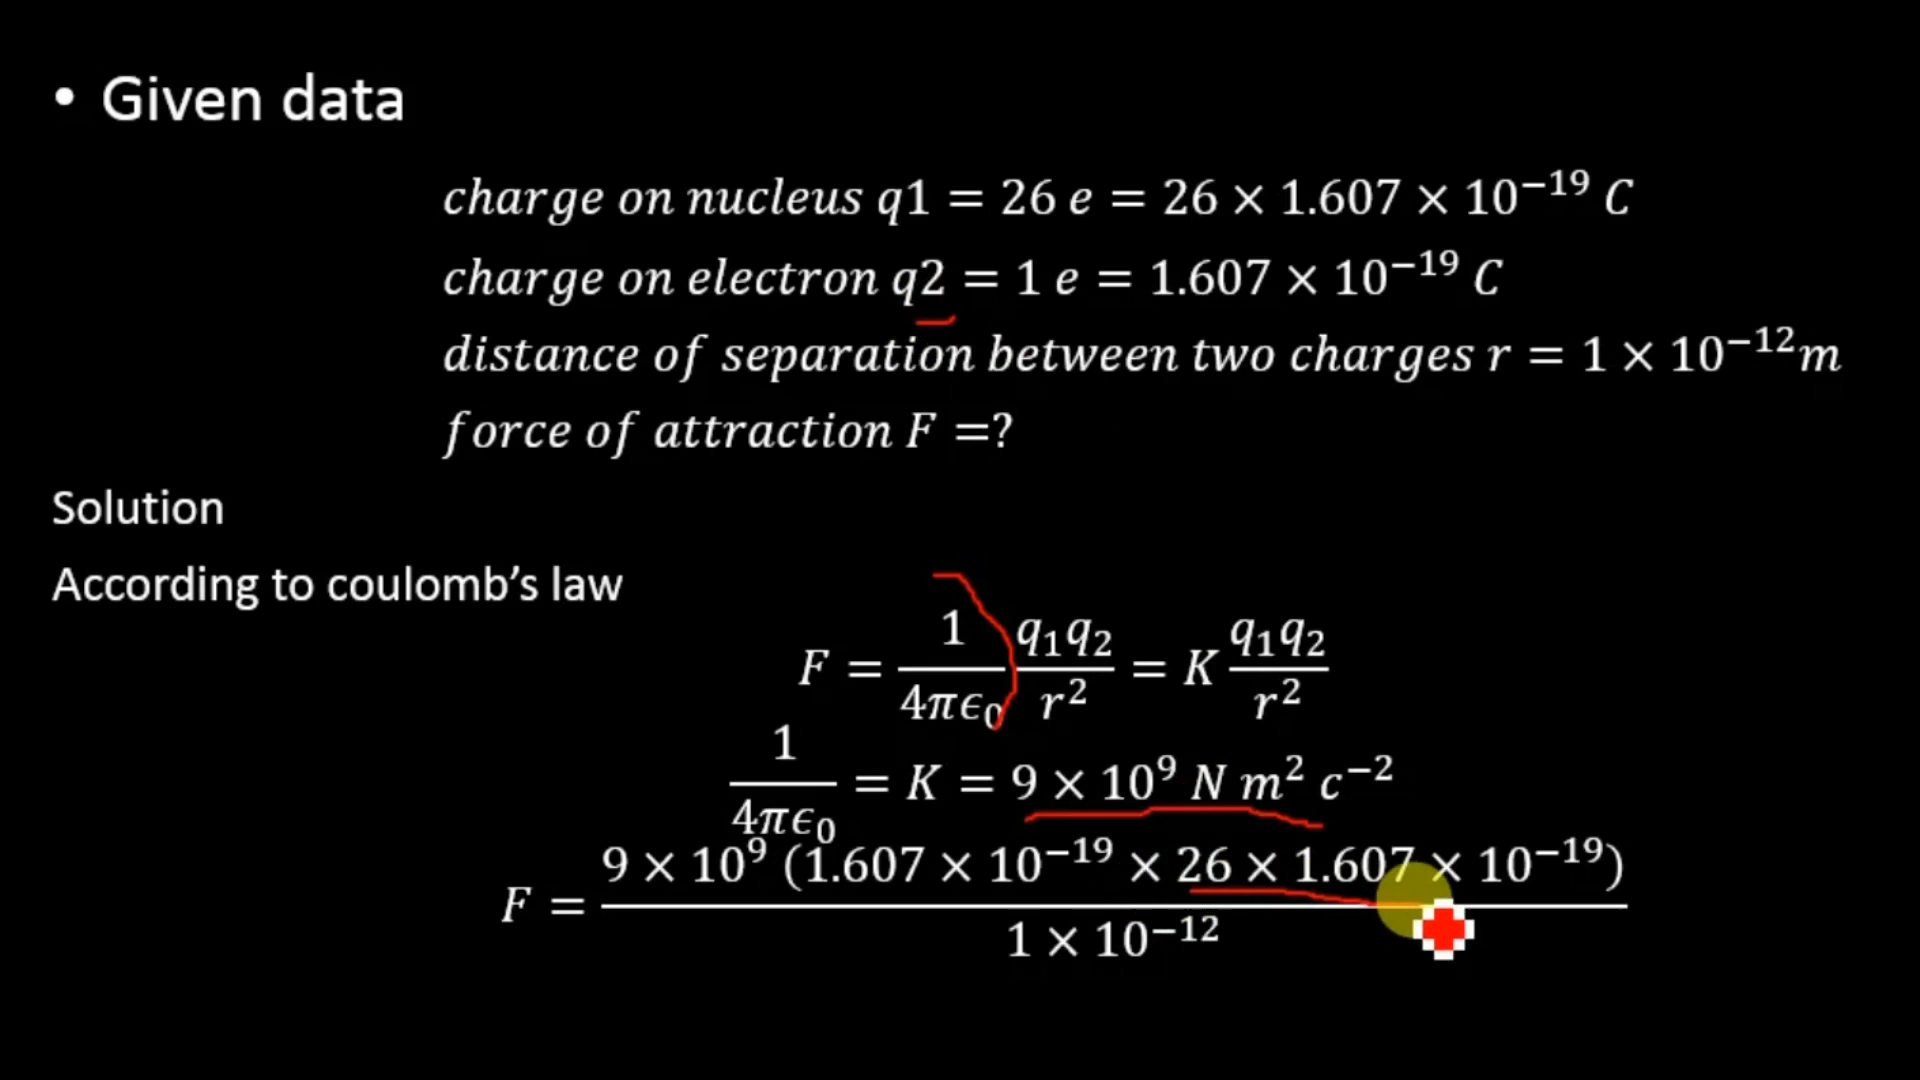 • Given data
charge on nucleus q1 = 26 e = 26 × 1.607 × 10⁻¹⁹ C
charge on electron q2 = 1 e = 1.607 × 10⁻¹⁹ C
distance of separation between two charges r = 1 × 10⁻¹²m
force of attraction F =?
Solution
According to coulomb’s law
F = 1/(4πϵ₀) q₁q₂/r² = K q₁q₂/r²
1/(4πϵ₀) = K = 9 × 10⁹ N m² c⁻²
F = 9 × 10⁹ (1.607 × 10⁻¹⁹ × 26 × 1.607 × 10⁻¹⁹) / 1 × 10⁻¹²